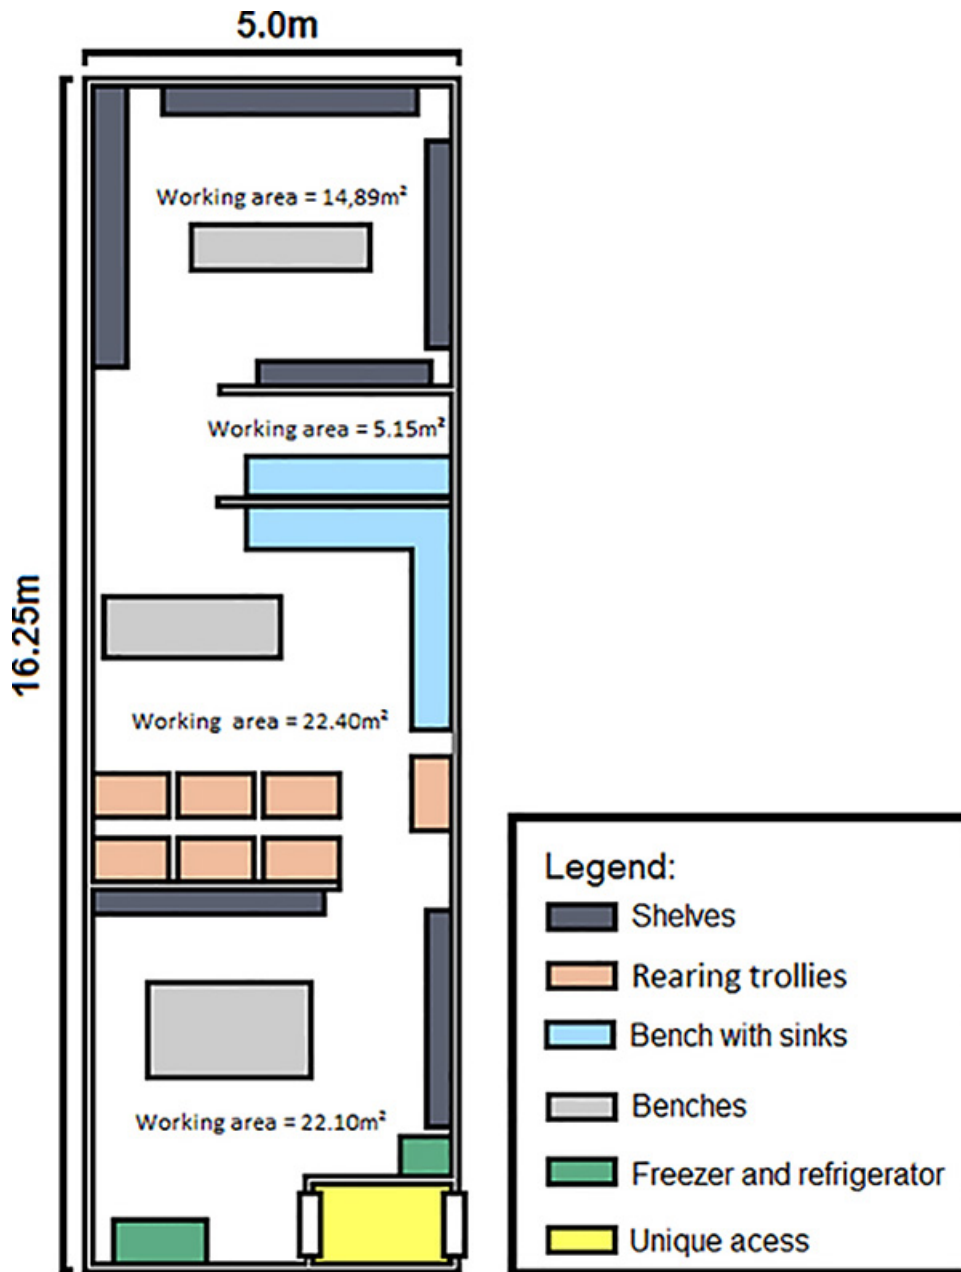 5.0m
16.25m
Working area = 14,89m²
Working area = 5.15m²
Working area = 22.40m²
Working area = 22.10m²
Legend:
Shelves
Rearing trollies
Bench with sinks
Benches
Freezer and refrigerator
Unique acess